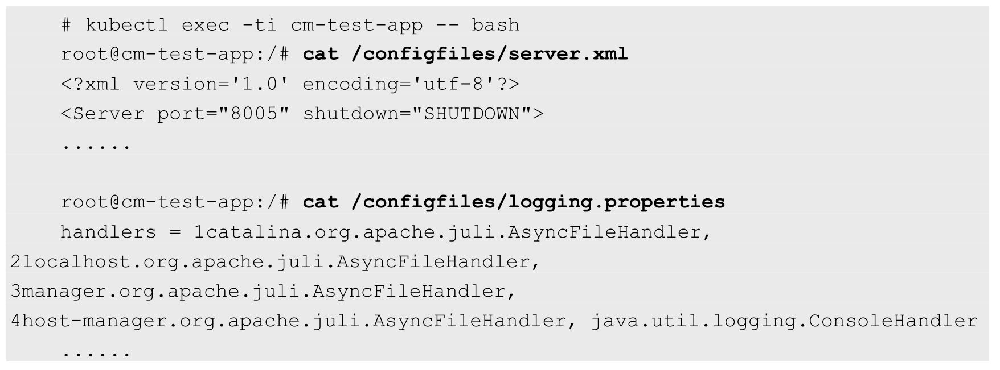 # kubectl exec -ti cm-test-app -- bash
root@cm-test-app:/# cat /configfiles/server.xml
<?xml version='1.0' encoding='utf-8'?>
<Server port="8005" shutdown="SHUTDOWN">
......
root@cm-test-app:/# cat /configfiles/logging.properties
handlers = 1catalina.org.apache.juli.AsyncFileHandler,
2localhost.org.apache.juli.AsyncFileHandler,
3manager.org.apache.juli.AsyncFileHandler,
4host-manager.org.apache.juli.AsyncFileHandler, java.util.logging.ConsoleHandler
......